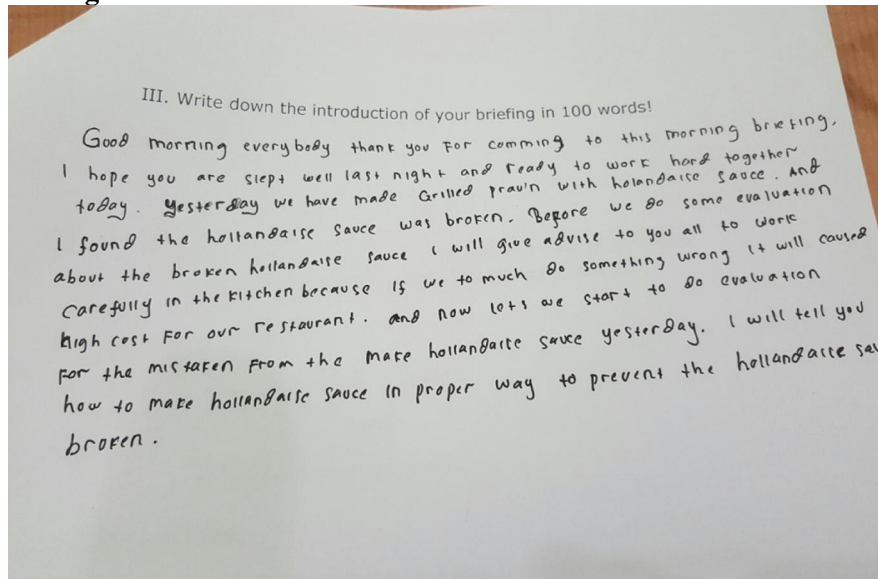 III. Write down the introduction of your briefing in 100 words!
Good morning everybody thank you For comming to this morning briefing.
I hope you are slept well last night and ready to work hard together
today. Yesterday we have made Grilled prawn with holandaise sauce. And
I found the hollandaise sauce was broken. Before we do some evaluation
about the broken hollandaise sauce i will give advise to you all to work
carefully in the kitchen because if we to much do something wrong it will caused
high cost For our restaurant. and now lets we start to do evaluation
For the mistaken From the make hollandaise sauce yesterday. I will tell you
how to make hollandaise sauce in proper way to prevent the hollandaise
broken.